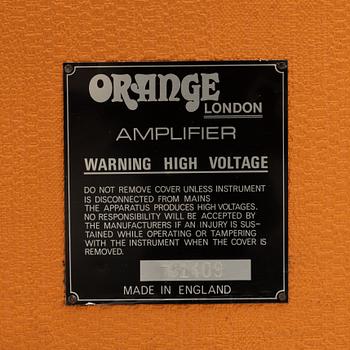 ORANGE
LONDON
AMPLIFIER
WARNING HIGH VOLTAGE
DO NOT REMOVE COVER UNLESS INSTRUMENT
IS DISCONNECTED FROM MAINS
THE APPARATUS PRODUCES HIGH VOLTAGES.
NO RESPONSIBILITY WILL BE ACCEPTED BY
THE MANUFACTURERS IF AN INJURY IS SUS-
TAINED WHILE OPERATING OR TAMPERING
WITH THE INSTRUMENT WHEN THE COVER IS
REMOVED.
MADE IN ENGLAND